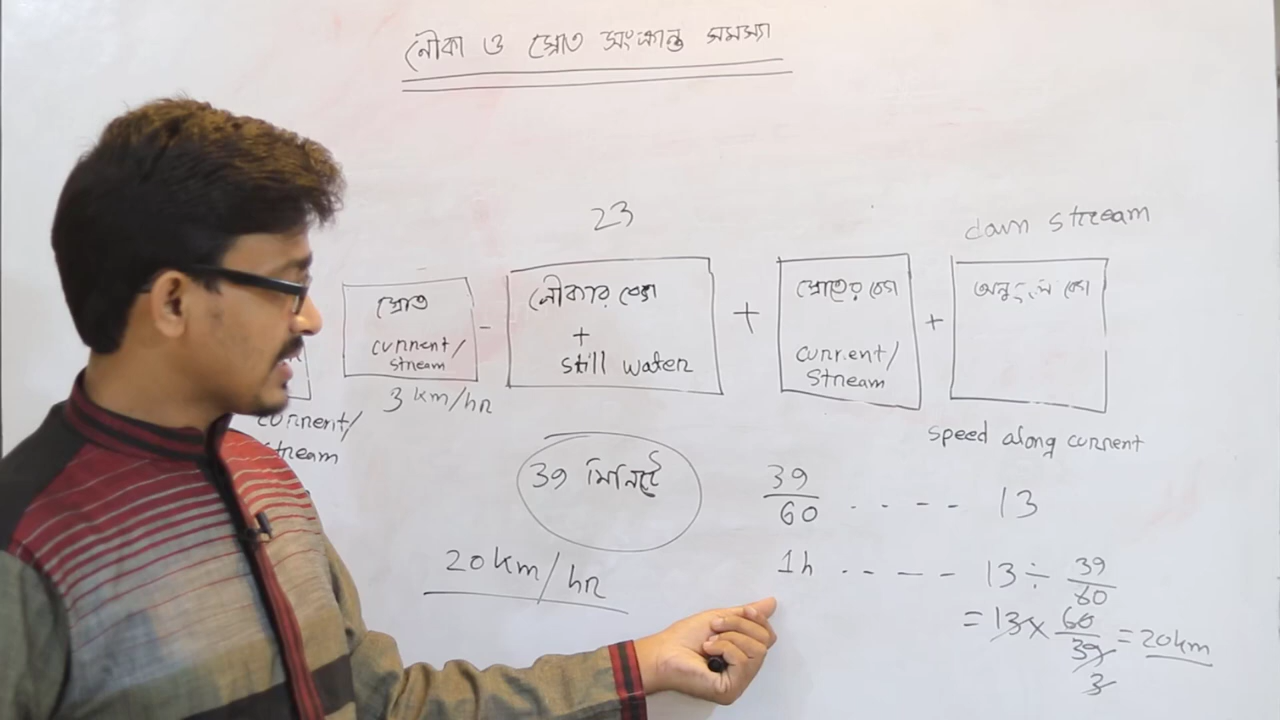 নৌকা ও স্রোত সংক্রান্ত সমস্যা
23
down stream
স্রোত
current/
stream
3 km/hr
-
নৌকার বেগ
+
still water
+
স্রোতের বেগ
current/
stream
+
অনুকূলে বেগ
speed along current
current/
stream
39 মিনিটে
39/60 . - - - 13
20km/hr
1h - - - - 13 ÷ 39/60
= 13 x 60/39 = 20km
3